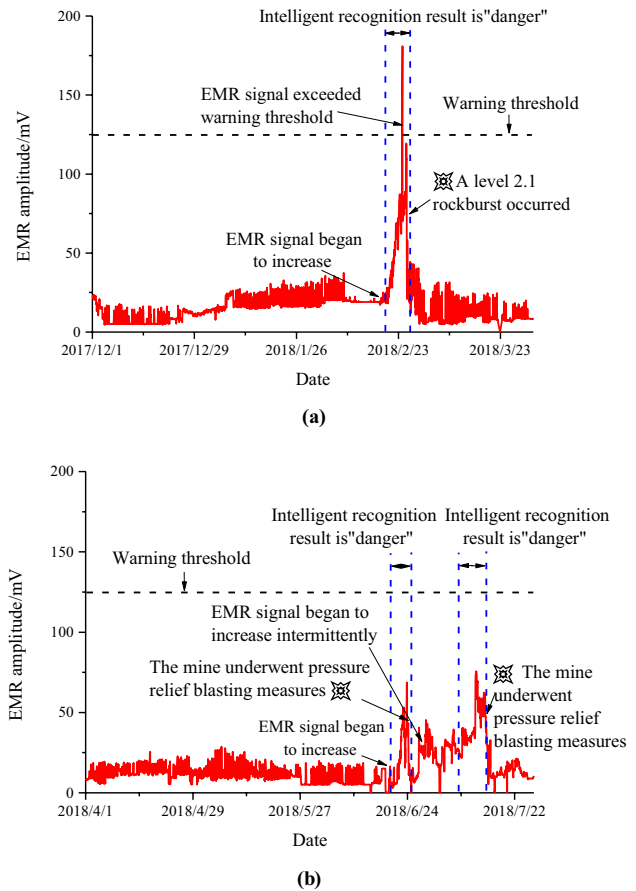 Intelligent recognition
result is"danger"
200
150
100
50
0
EMR amplitude/mV
EMR signal exceeded
warning threshold
Warning threshold
A level 2.1
rockburst occurred
EMR signal began
to increase
2017/12/1
2017/12/29
2018/1/26
2018/2/23
2018/3/23
Date
(a)
200
150
100
50
0
EMR amplitude/mV
Intelligent recognition
result is"danger"
Intelligent recognition
result is"danger"
Warning threshold
EMR signal began to
increase intermittently
The mine underwent pressure
relief blasting measures
The mine
underwent
pressure relief
blasting measures
EMR signal began
to increase
2018/4/1
2018/4/29
2018/5/27
2018/6/24
2018/7/22
Date
(b)